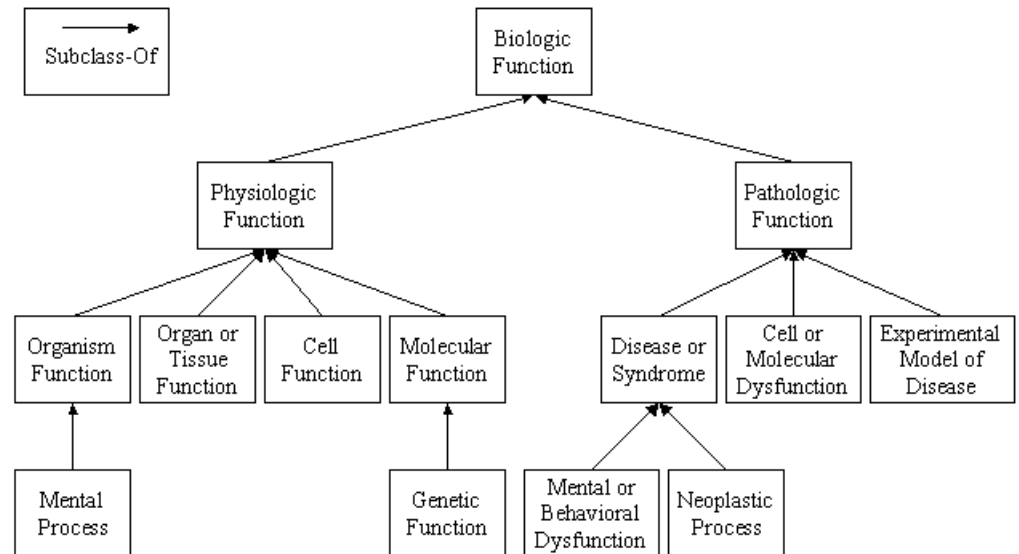 Subclass-Of
Biologic
Function
Physiologic
Function
Pathologic
Function
Organism
Function
Organ or
Tissue
Function
Cell
Function
Molecular
Function
Disease or
Syndrome
Cell or
Molecular
Dysfunction
Experimental
Model of
Disease
Mental
Process
Genetic
Function
Mental or
Behavioral
Dysfunction
Neoplastic
Process